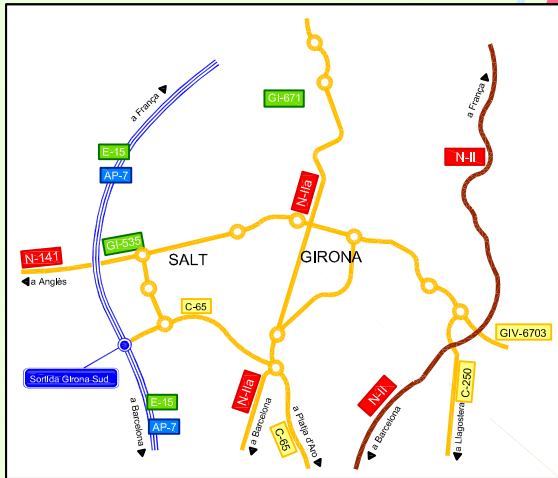 a França
GI-671
a França
E-15
AP-7
N-II
N-IIa
GI-535
N-141
SALT
GIRONA
a Anglès
C-65
GIV-6703
Sortida Girona Sud
E-15
AP-7
a Barcelona
N-IIa
a Barcelona
C-65
a Platja d'Aro
N-II
a Barcelona
C-250
a Llagostera